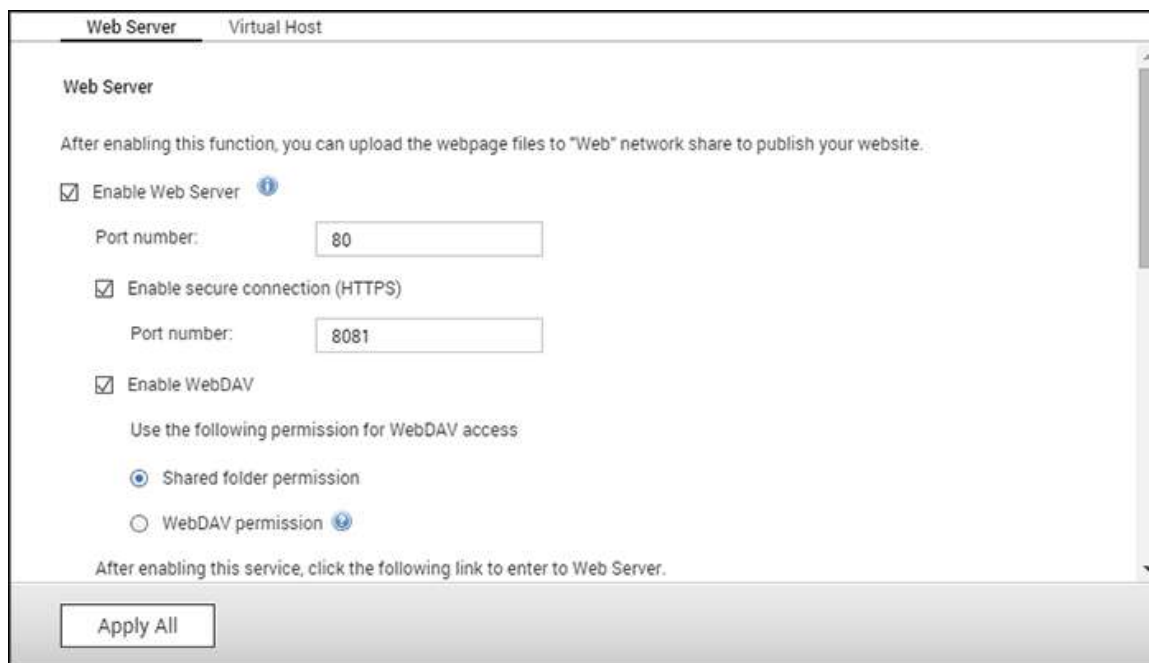 Web Server Virtual Host
Web Server
After enabling this function, you can upload the webpage files to "Web" network share to publish your website.
Enable Web Server
Port number: 80
Enable secure connection (HTTPS)
Port number: 8081
Enable WebDAV
Use the following permission for WebDAV access
Shared folder permission
WebDAV permission
After enabling this service, click the following link to enter to Web Server.
Apply All